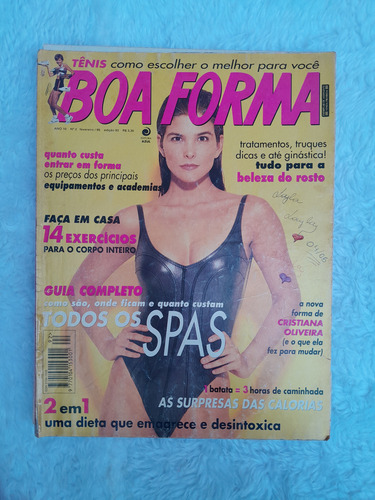 TÊNIS como escolher o melhor para você
BOA FORMA
quanto custa
entrar em forma
os preços dos principais
equipamentos e academias
tratamentos, truques
dicas e até ginástica!
tudo para a
beleza do rosto
FAÇA EM CASA
14 EXERCÍCIOS
PARA O CORPO INTEIRO
GUIA COMPLETO
como são, onde ficam e quanto custam
TODOS OS
SPAS
a nova
forma de
CRISTIANA
OLIVEIRA
(e o que ela
fez para mudar)
1 batata = 3 horas de caminhada
AS SURPRESAS DAS CALORIAS
2 em 1
uma dieta que emagrece e desintoxica